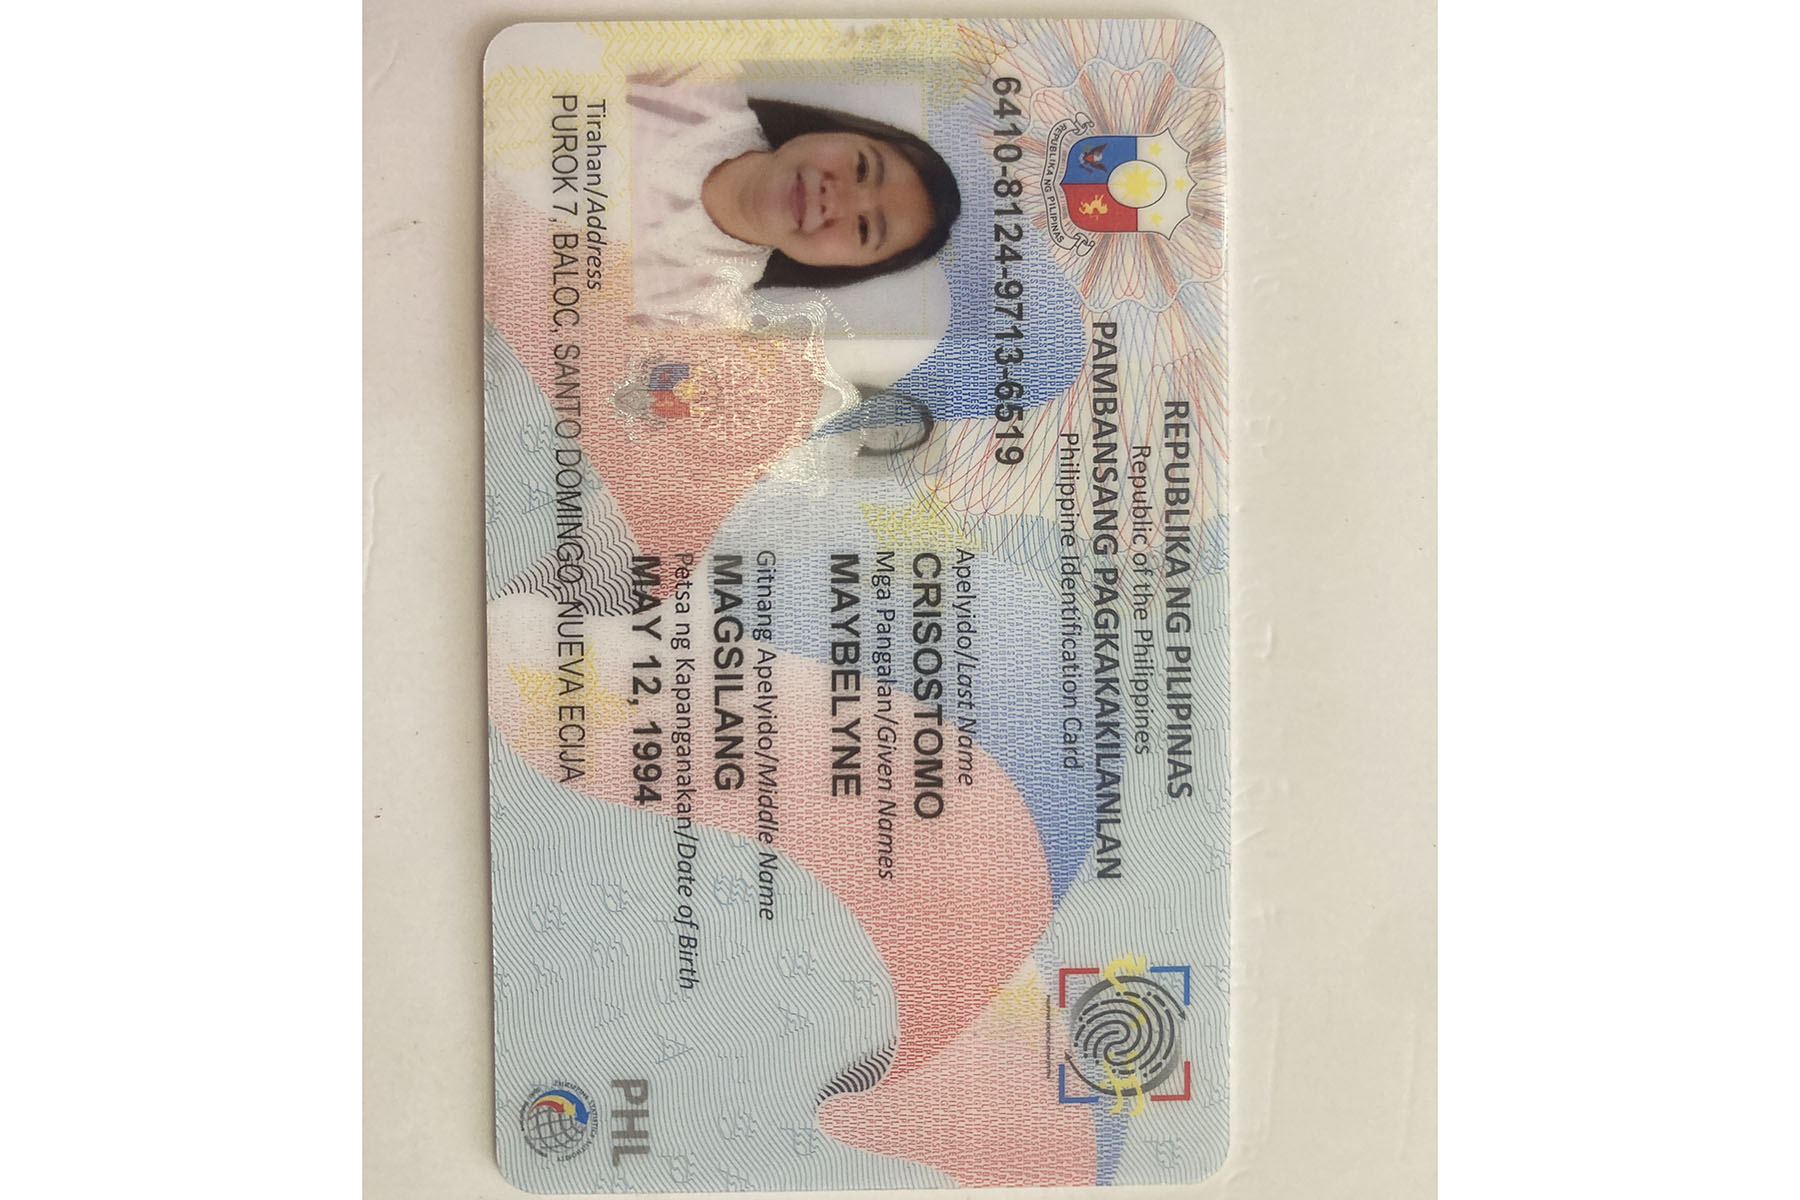 REPUBLIKA NG PILIPINAS
Republic of the Philippines
PAMBANSANG PAGKAKAKILANLAN
Philippine Identification Card
REPUBLIKA NG PILIPINAS
6410-8124-9713-6519
Apelyido/Last Name
CRISOSTOMO
Mga Pangalan/Given Names
MAYBELYNE
Gitnang Apelyido/Middle Name
MAGSILANG
Petsa ng Kapanganakan/Date of Birth
MAY 12, 1994
Tirahan/Address
PUROK 7, BALOC, SANTO DOMINGO, NUEVA ECIJA
PHL